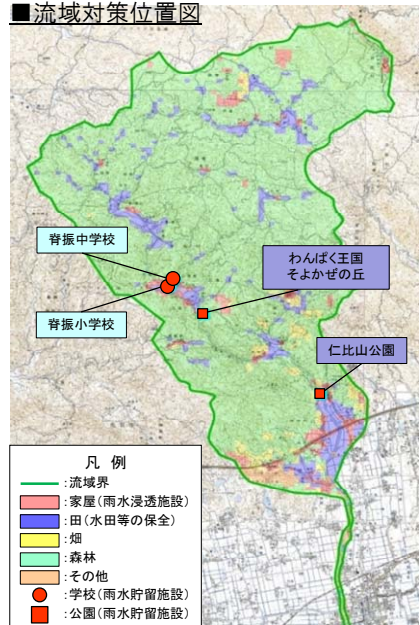 ■流域対策位置図
脊振中学校
わんぱく王国
そよかぜの丘
脊振小学校
仁比山公園
凡 例
:流域界
:家屋(雨水浸透施設)
:田(水田等の保全)
:畑
:森林
:その他
:学校(雨水貯留施設)
:公園(雨水貯留施設)